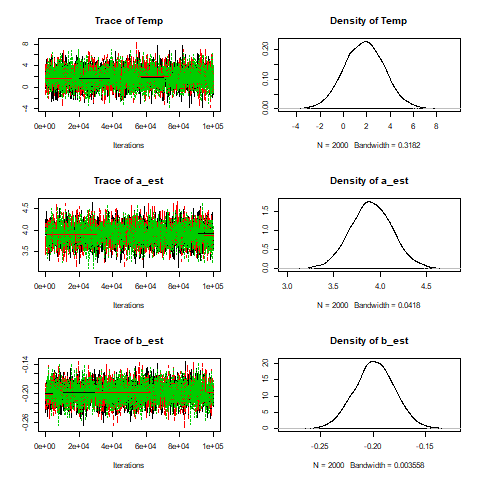 Trace of Temp
8
4
0
-4
0e+00 2e+04 4e+04 6e+04 8e+04 1e+05
Iterations
Density of Temp
0.20
0.10
0.00
-4 -2 0 2 4 6 8
N = 2000 Bandwidth = 0.3182
Trace of a_est
4.5
4.0
3.5
0e+00 2e+04 4e+04 6e+04 8e+04 1e+05
Iterations
Density of a_est
1.5
1.0
0.5
0.0
3.0 3.5 4.0 4.5
N = 2000 Bandwidth = 0.0418
Trace of b_est
-0.14
-0.20
-0.26
0e+00 2e+04 4e+04 6e+04 8e+04 1e+05
Iterations
Density of b_est
20
15
10
5
0
-0.25 -0.20 -0.15
N = 2000 Bandwidth = 0.003558